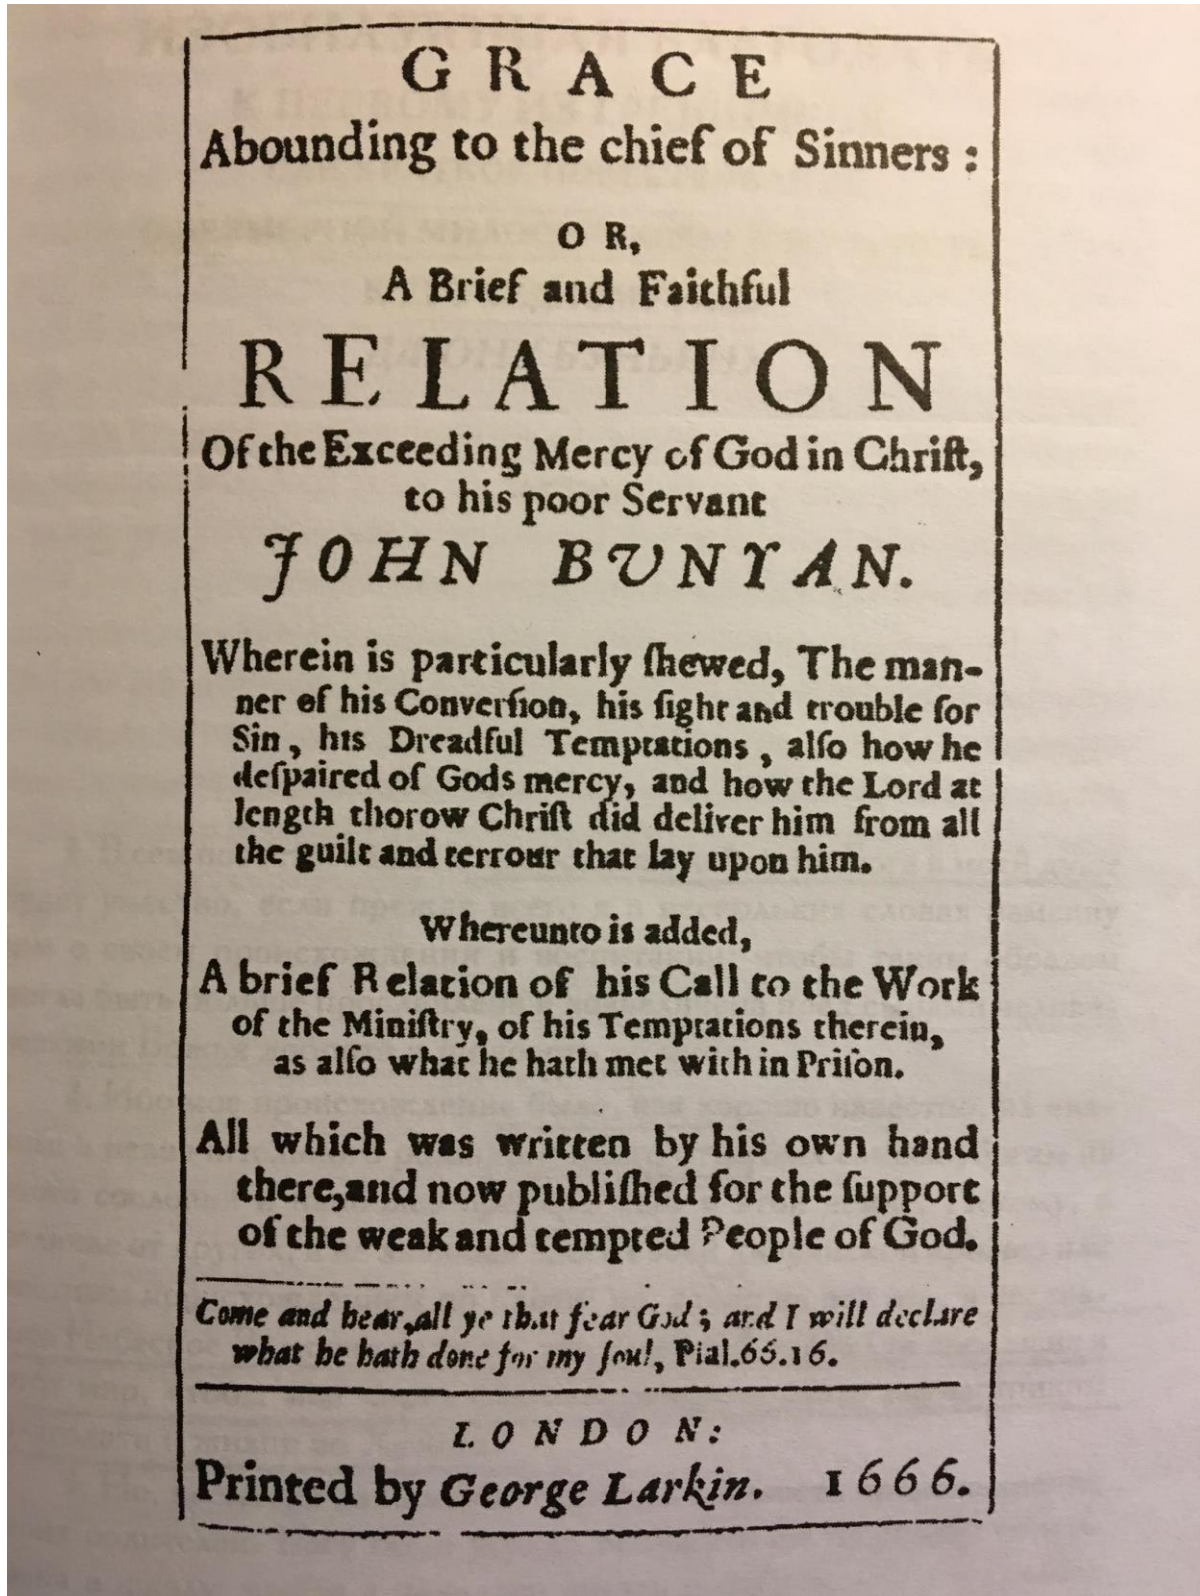 GRACE
Abounding to the chief of Sinners:
OR,
A Brief and Faithful
RELATION
Of the Exceeding Mercy of God in Chriſt,
to his poor Servant
JOHN BUNYAN.
Wherein is particularly ſhewed, The man-
ner of his Converſion, his ſight and trouble for
Sin, his Dreadful Temptations, alſo how he
deſpaired of Gods mercy, and how the Lord at
length thorow Chriſt did deliver him from all
the guilt and terrour that lay upon him.
Whereunto is added,
A brief Relation of his Call to the Work
of the Miniſtry, of his Temptations therein,
as alſo what he hath met with in Priſon.
All which was written by his own hand
there, and now publiſhed for the ſupport
of the weak and tempted People of God.
Come and hear, all ye that fear God; and I will declare
what he hath done for my ſoul, Pſal.66.16.
LONDON:
Printed by George Larkin. 1666.